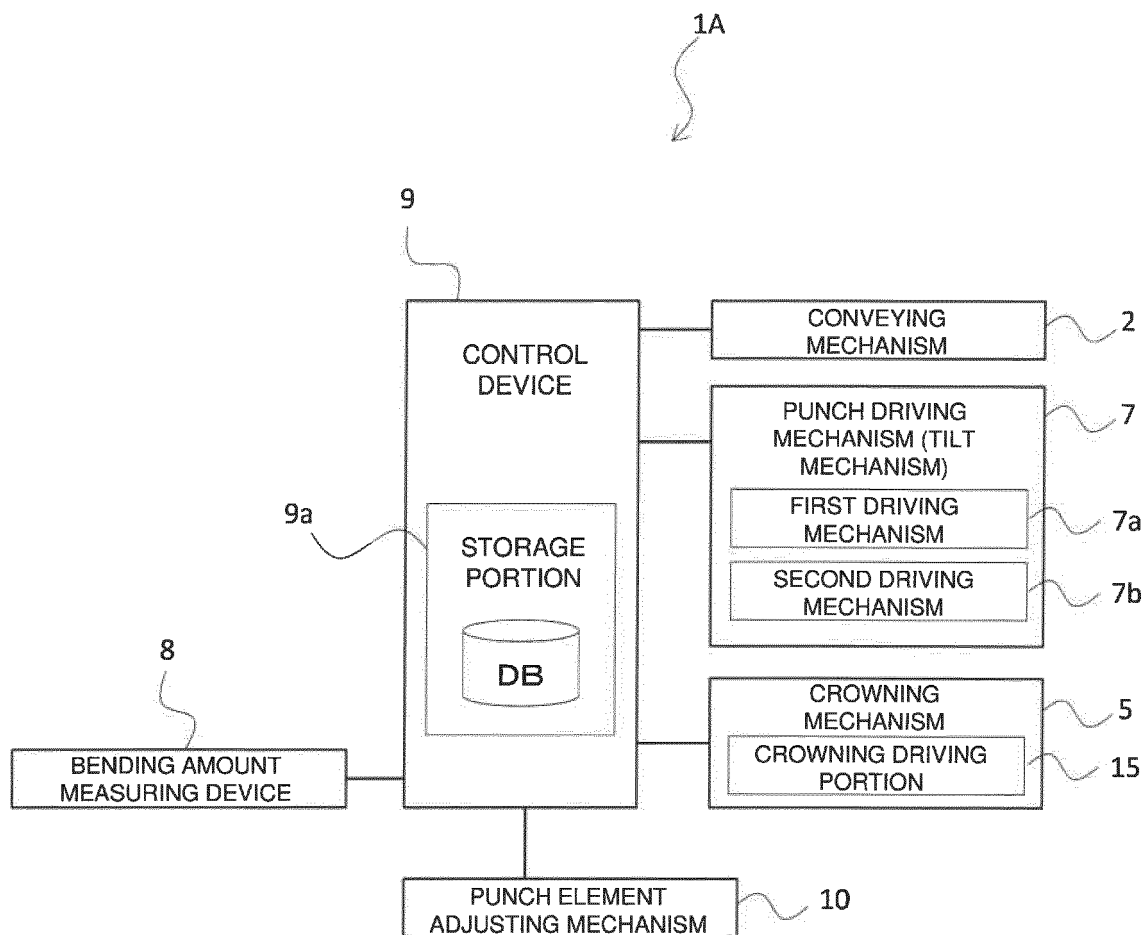 1A
9
CONTROL
DEVICE
9a
STORAGE
PORTION
DB
CONVEYING
MECHANISM
2
PUNCH DRIVING
MECHANISM (TILT
MECHANISM)
7
FIRST DRIVING
MECHANISM
7a
SECOND DRIVING
MECHANISM
7b
8
BENDING AMOUNT
MEASURING DEVICE
CROWNING
MECHANISM
5
CROWNING DRIVING
PORTION
15
PUNCH ELEMENT
ADJUSTING MECHANISM
10